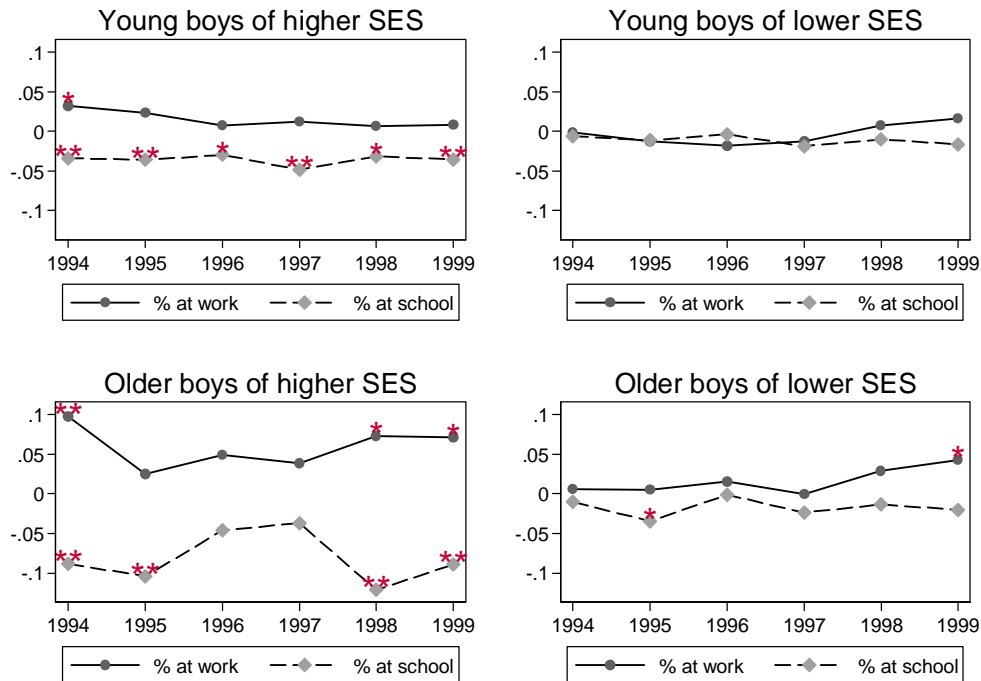 Young boys of higher SES
.1
*
.05
0
** ** * ** * **
-.05
-.1
1994 1995 1996 1997 1998 1999
% at work % at school
Young boys of lower SES
.1
.05
0
-.05
-.1
1994 1995 1996 1997 1998 1999
% at work % at school
Older boys of higher SES
**
.1
* *
.05
0
-.05
** ** ** **
-.1
1994 1995 1996 1997 1998 1999
% at work % at school
Older boys of lower SES
.1
*
.05
0
*
-.05
-.1
1994 1995 1996 1997 1998 1999
% at work % at school